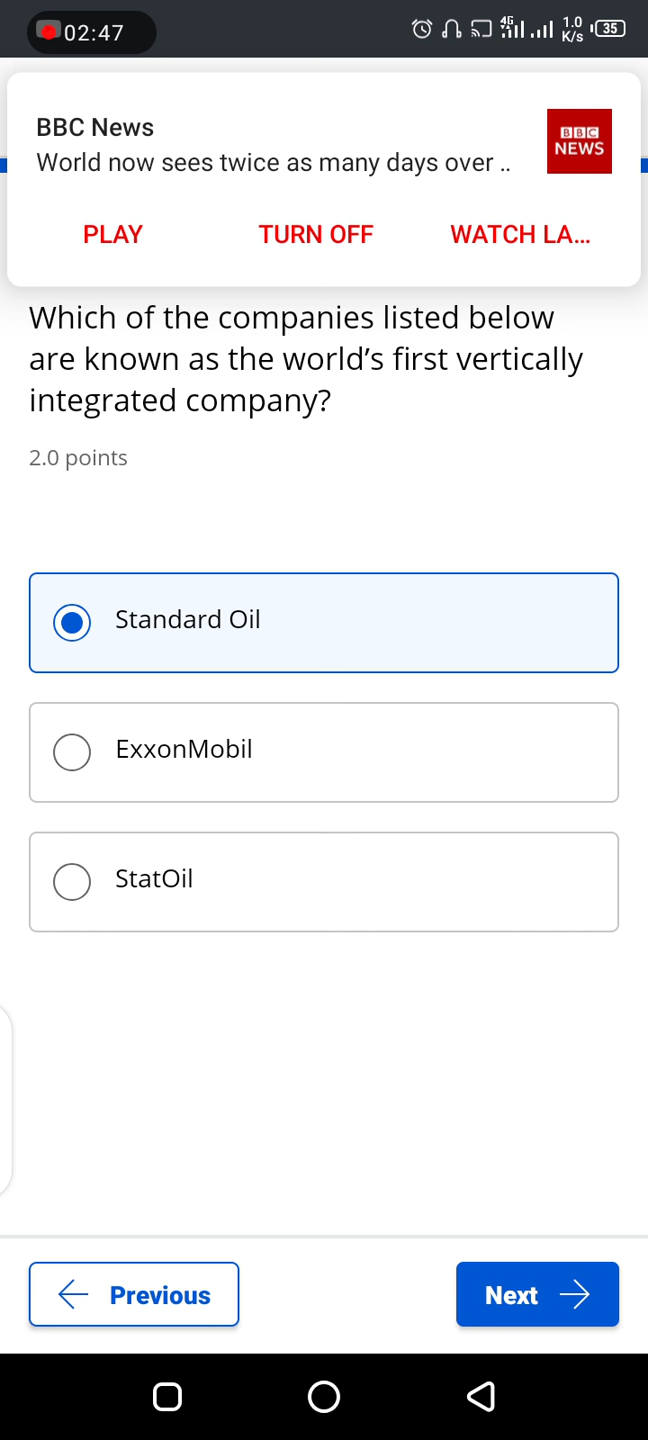 02:47
4G
1.0
K/s
35
BBC News
World now sees twice as many days over ..
BBC
NEWS
PLAY
TURN OFF
WATCH LA...
Which of the companies listed below
are known as the world’s first vertically
integrated company?
2.0 points
Standard Oil
ExxonMobil
StatOil
Previous
Next